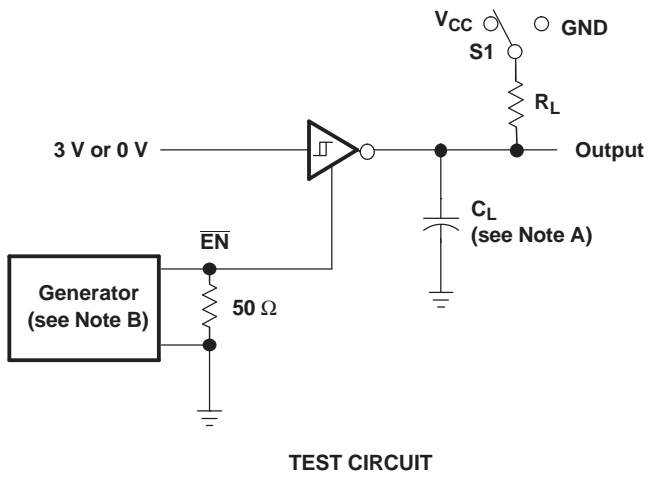 VCC
GND
S1
RL
3 V or 0 V
Output
CL
(see Note A)
EN
Generator
(see Note B)
50 Ω
TEST CIRCUIT